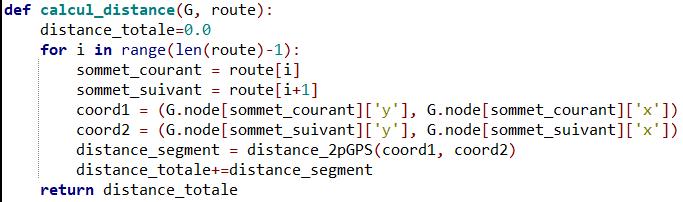 def calcul_distance(G, route):
    distance_totale=0.0
    for i in range(len(route)-1):
        sommet_courant = route[i]
        sommet_suivant = route[i+1]
        coord1 = (G.node[sommet_courant]['y'], G.node[sommet_courant]['x'])
        coord2 = (G.node[sommet_suivant]['y'], G.node[sommet_suivant]['x'])
        distance_segment = distance_2pGPS(coord1, coord2)
        distance_totale+=distance_segment
    return distance_totale